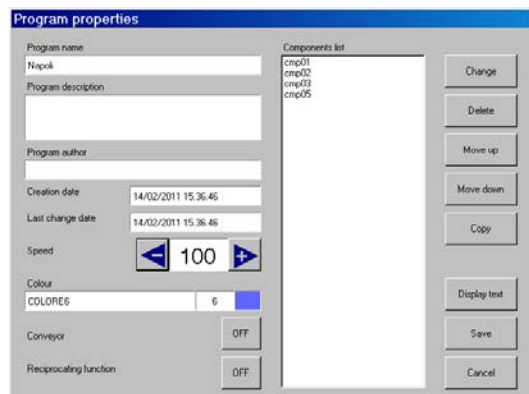 Program properties
Program name
Napoli
Program description
Program author
Creation date
14/02/2011 15.36.46
Last change date
14/02/2011 15.36.46
Speed
100
Colour
COLORE6
6
Conveyor
OFF
Reciprocating function
OFF
Components list
cmp01
cmp02
cmp03
cmp05
Change
Delete
Move up
Move down
Copy
Display text
Save
Cancel